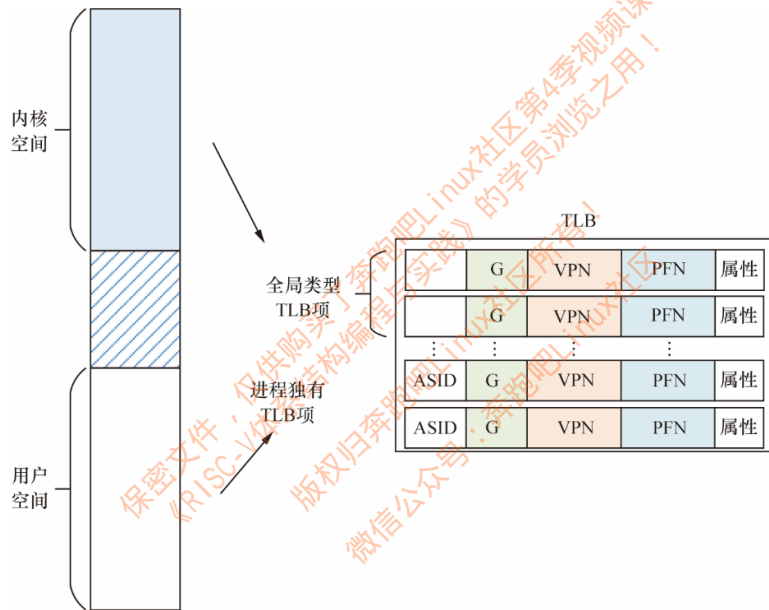 内核
空间
用户
空间
全局类型
TLB项
进程独有
TLB项
TLB
G VPN PFN 属性
G VPN PFN 属性
ASID G VPN PFN 属性
ASID G VPN PFN 属性
保密文件,仅供购买了奔跑吧Linux社区第4季视频课
《RISC-V体系结构编程与实践》的学员浏览之用!
版权归奔跑吧Linux社区所有!
微信公众号:奔跑吧Linux社区